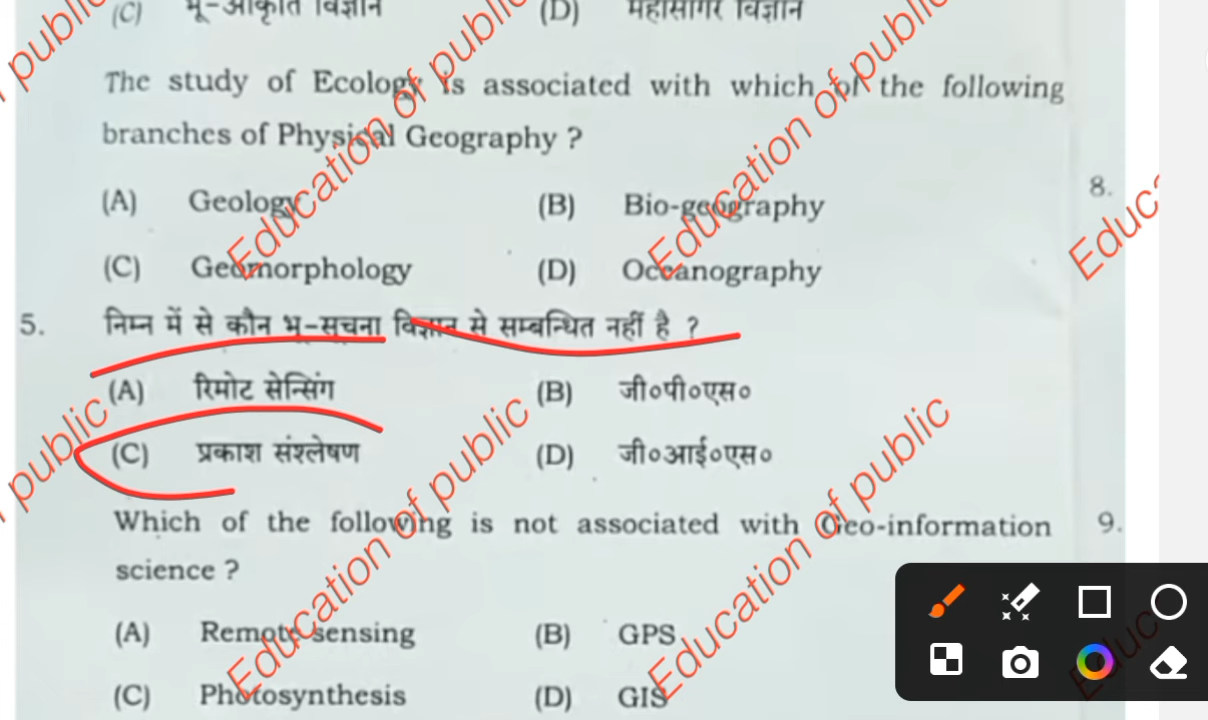 (C) भू-आकृति विज्ञान (D) महासागर विज्ञान
The study of Ecology is associated with which of the following
branches of Physical Geography ?
(A) Geology (B) Bio-geography
8.
(C) Geomorphology (D) Oceanography
5. निम्न में से कौन भू-सूचना विज्ञान से सम्बन्धित नहीं है ?
(A) रिमोट सेन्सिंग (B) जी०पी०एस०
(C) प्रकाश संश्लेषण (D) जी०आई०एस०
Which of the following is not associated with Geo-information
9.
science ?
(A) Remote sensing (B) GPS
(C) Photosynthesis (D) GIS
public
Education of public
Education of public
Educ
public
Education of public
Education of public
Educ